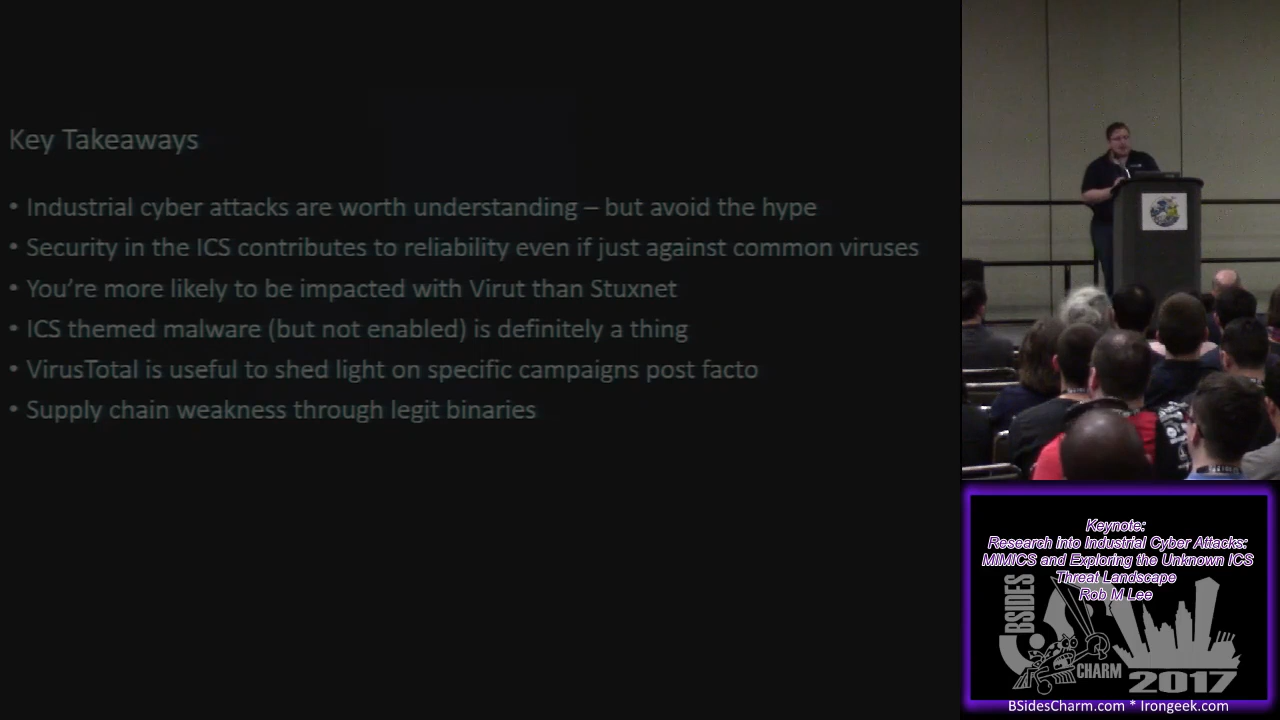 Key Takeaways
• Industrial cyber attacks are worth understanding – but avoid the hype
• Security in the ICS contributes to reliability even if just against common viruses
• You're more likely to be impacted with Virut than Stuxnet
• ICS themed malware (but not enabled) is definitely a thing
• VirusTotal is useful to shed light on specific campaigns post facto
• Supply chain weakness through legit binaries
Keynote:
Research into Industrial Cyber Attacks:
MIMICS and Exploring the Unknown ICS
Threat Landscape
Rob M Lee
BSIDES
CHARM
2017
BSidesCharm.com * Irongeek.com